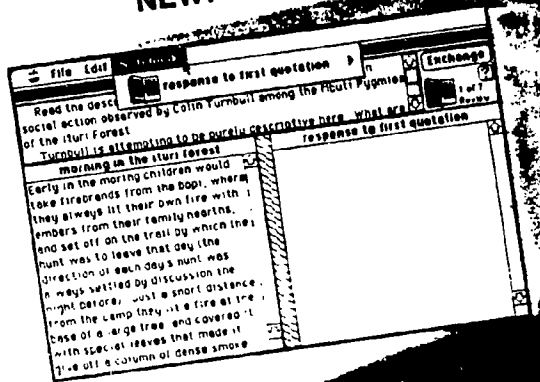 NEW!
File Edit
response to first quotation
Read the desc
social action observed by Colin Turnbull among the Mbuti Pygmies
of the Ituri Forest
Turnbull is attempting to be purely descriptive here. What are
Exchange
?
1 of 7
morning in the ituri forest
Early in the moring children would
take firebrands from the bopi, where
they always lit their own fire with
embers from their family hearths,
and set off on the trail by which the
hunt was to leave that day (the
direction of each day's hunt was
always settled by discussion the
night before). Just a short distance
from the camp they lit a fire at the
base of a large tree, and covered it
with special leaves that made it
give off a column of dense smoke
response to first quotation